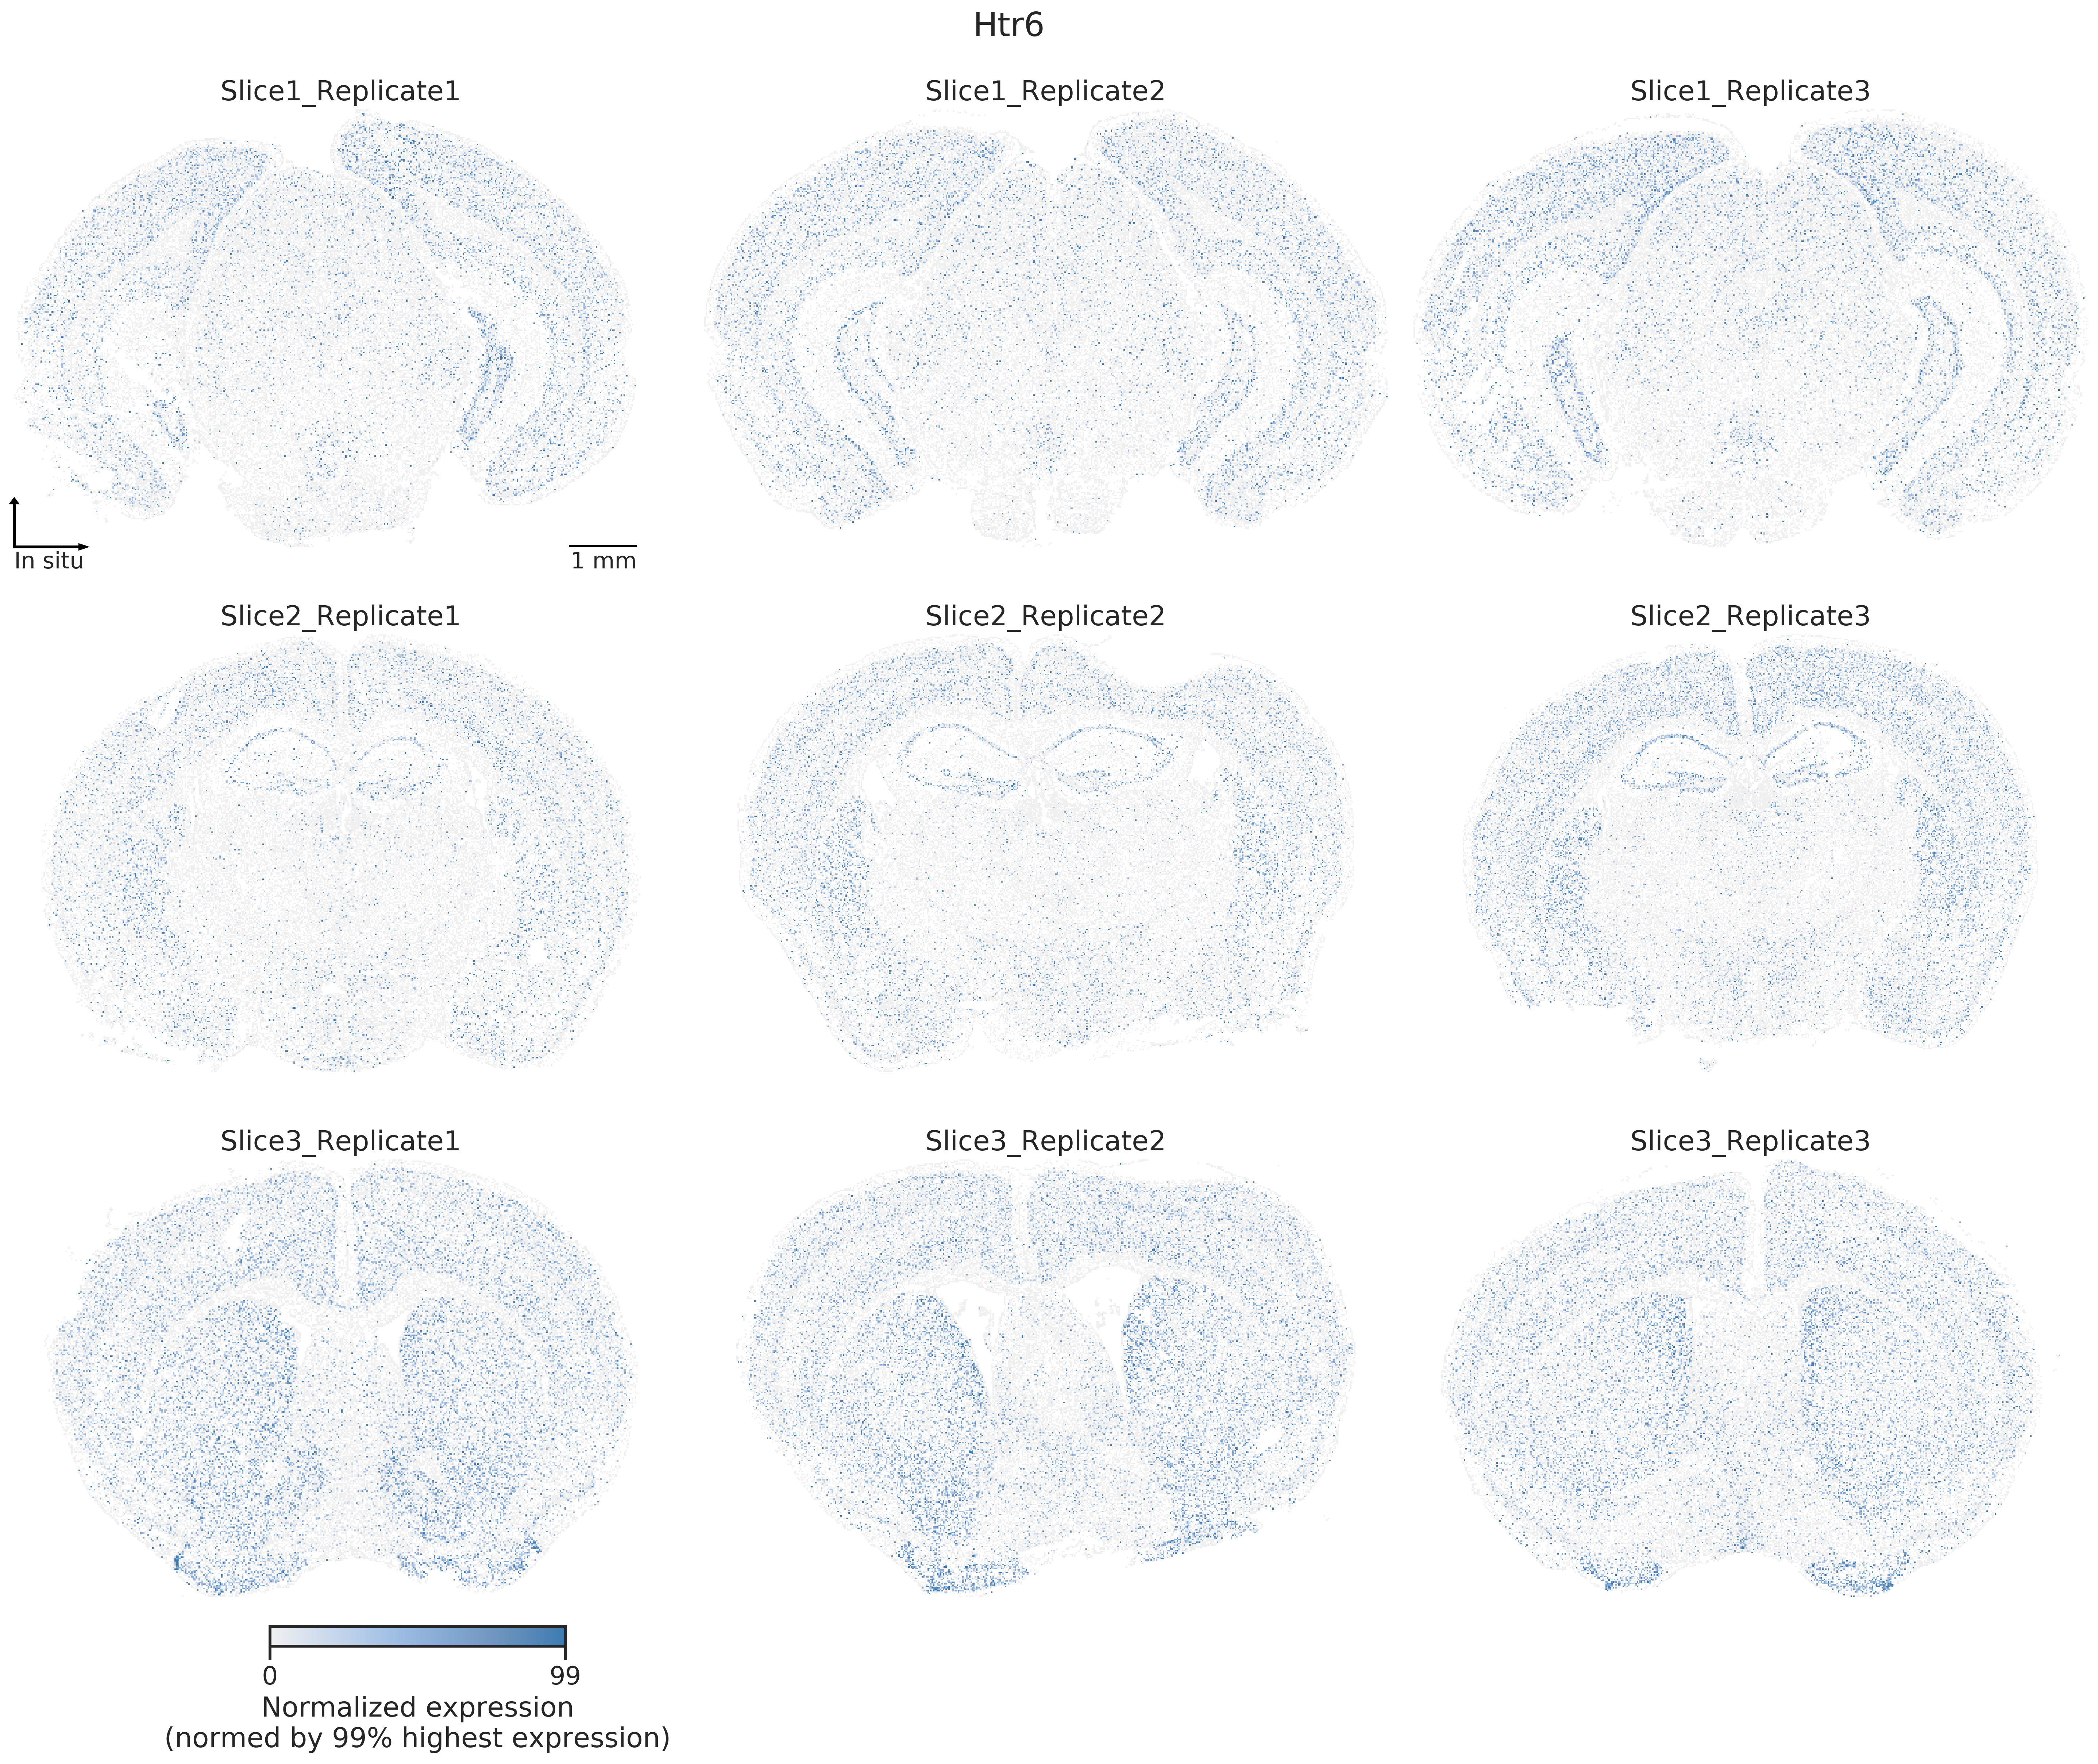 Htr6
Slice1_Replicate1
Slice1_Replicate2
Slice1_Replicate3
In situ
1 mm
Slice2_Replicate1
Slice2_Replicate2
Slice2_Replicate3
Slice3_Replicate1
Slice3_Replicate2
Slice3_Replicate3
0
99
Normalized expression
(normed by 99% highest expression)